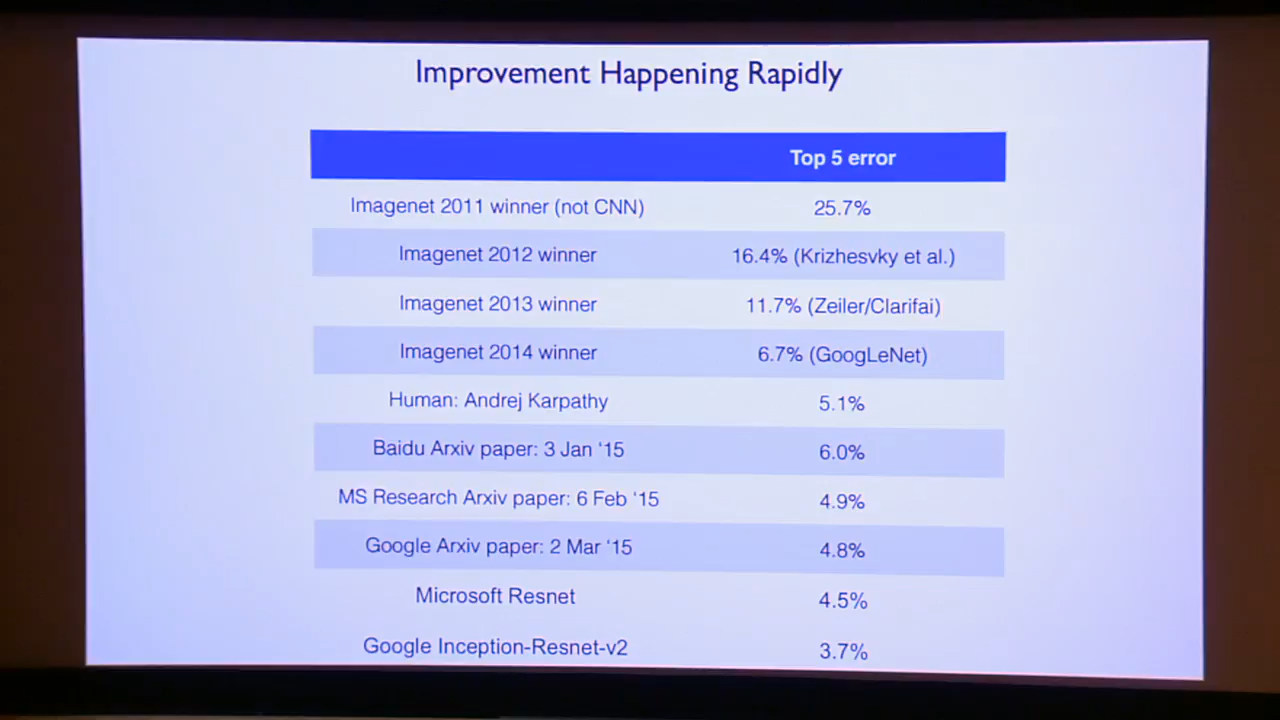 Improvement Happening Rapidly
Top 5 error
Imagenet 2011 winner (not CNN) 25.7%
Imagenet 2012 winner 16.4% (Krizhesvky et al.)
Imagenet 2013 winner 11.7% (Zeiler/Clarifai)
Imagenet 2014 winner 6.7% (GoogLeNet)
Human: Andrej Karpathy 5.1%
Baidu Arxiv paper: 3 Jan ‘15 6.0%
MS Research Arxiv paper: 6 Feb ‘15 4.9%
Google Arxiv paper: 2 Mar ‘15 4.8%
Microsoft Resnet 4.5%
Google Inception-Resnet-v2 3.7%